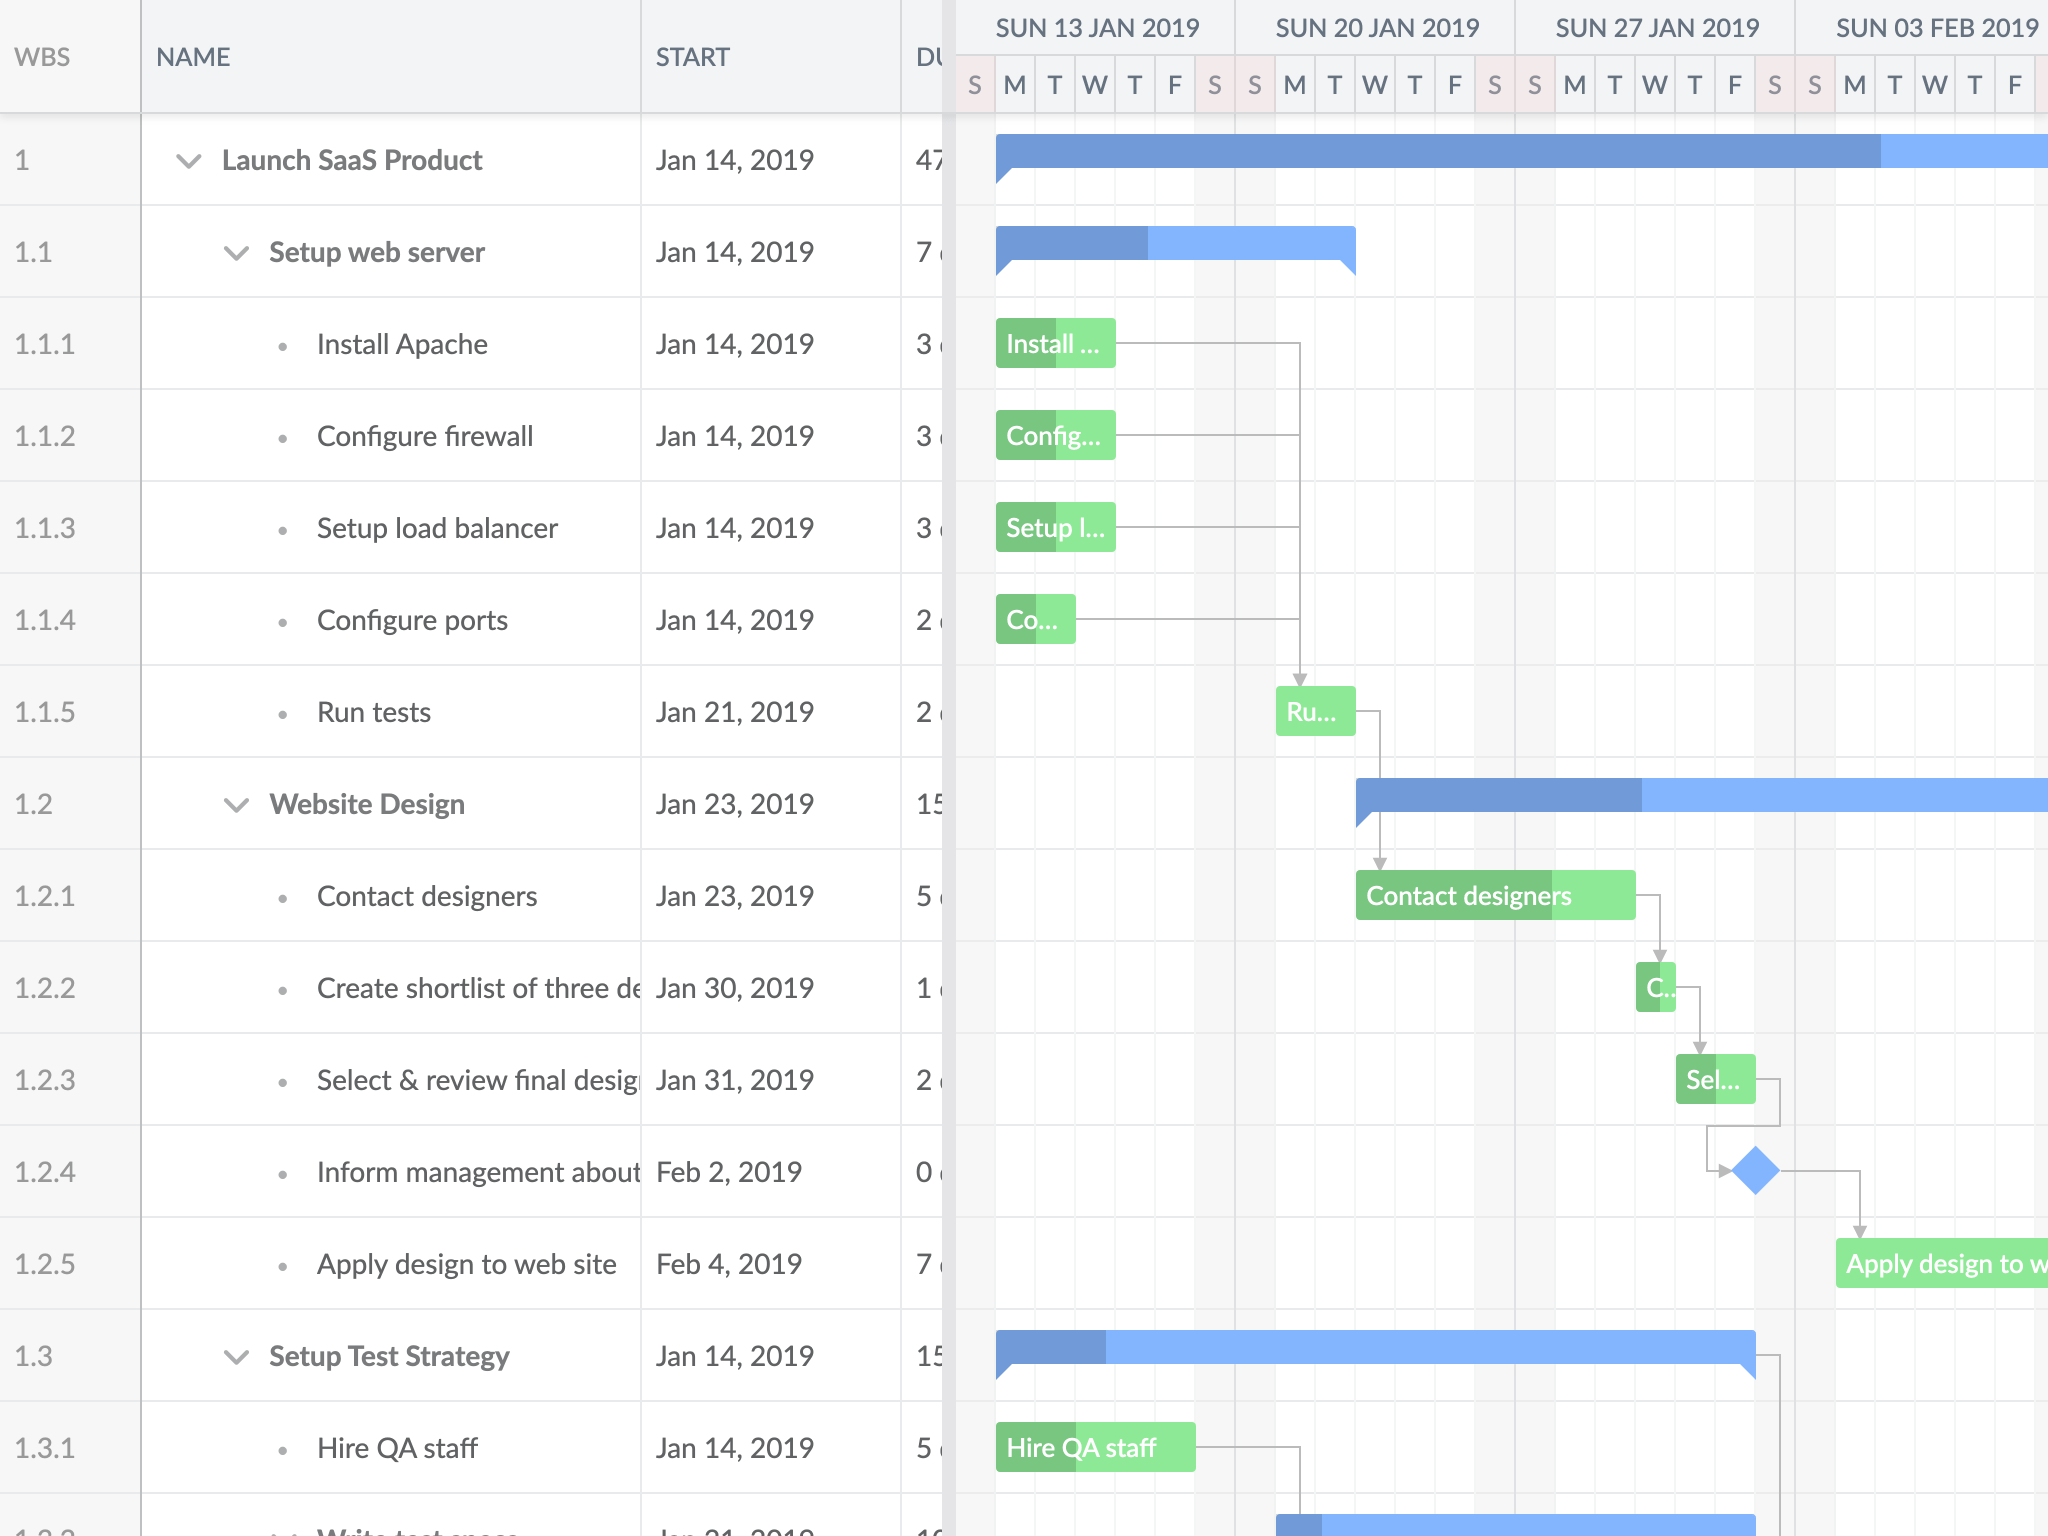 WBS NAME START DU SUN 13 JAN 2019 SUN 20 JAN 2019 SUN 27 JAN 2019 SUN 03 FEB 2019
S M T W T F S S M T W T F S S M T W T F S S M T W T F
1 Launch SaaS Product Jan 14, 2019 47
1.1 Setup web server Jan 14, 2019 7
1.1.1 Install Apache Jan 14, 2019 3 Install ...
1.1.2 Configure firewall Jan 14, 2019 3 Config...
1.1.3 Setup load balancer Jan 14, 2019 3 Setup l...
1.1.4 Configure ports Jan 14, 2019 2 Co...
1.1.5 Run tests Jan 21, 2019 2 Ru...
1.2 Website Design Jan 23, 2019 15
1.2.1 Contact designers Jan 23, 2019 5 Contact designers
1.2.2 Create shortlist of three de Jan 30, 2019 1 C..
1.2.3 Select & review final desig Jan 31, 2019 2 Sel...
1.2.4 Inform management about Feb 2, 2019 0
1.2.5 Apply design to web site Feb 4, 2019 7 Apply design to w
1.3 Setup Test Strategy Jan 14, 2019 15
1.3.1 Hire QA staff Jan 14, 2019 5 Hire QA staff